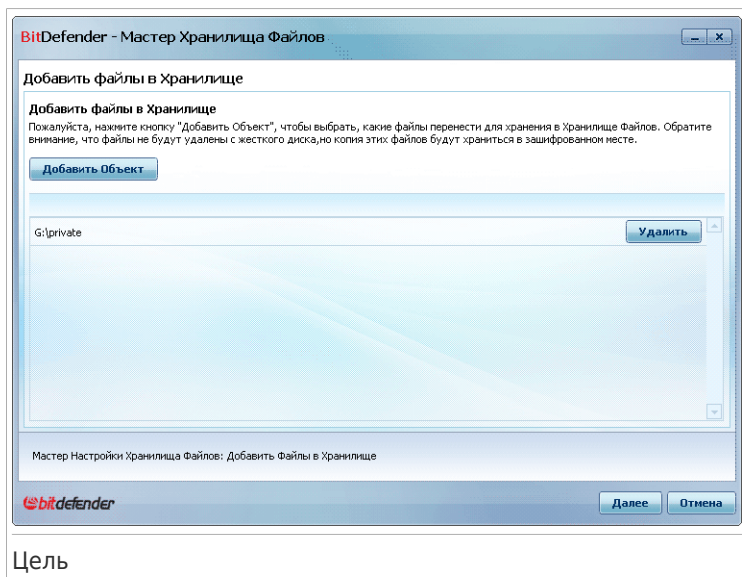 BitDefender - Мастер Хранилища Файлов
Добавить файлы в Хранилище
Добавить файлы в Хранилище
Пожалуйста, нажмите кнопку "Добавить Объект", чтобы выбрать, какие файлы перенести для хранения в Хранилище Файлов. Обратите
внимание, что файлы не будут удалены с жесткого диска,но копия этих файлов будут храниться в зашифрованном месте.
Добавить Объект
G:\private
Удалить
Мастер Настройки Хранилища Файлов: Добавить Файлы в Хранилище
bitdefender
Далее
Отмена
Цель